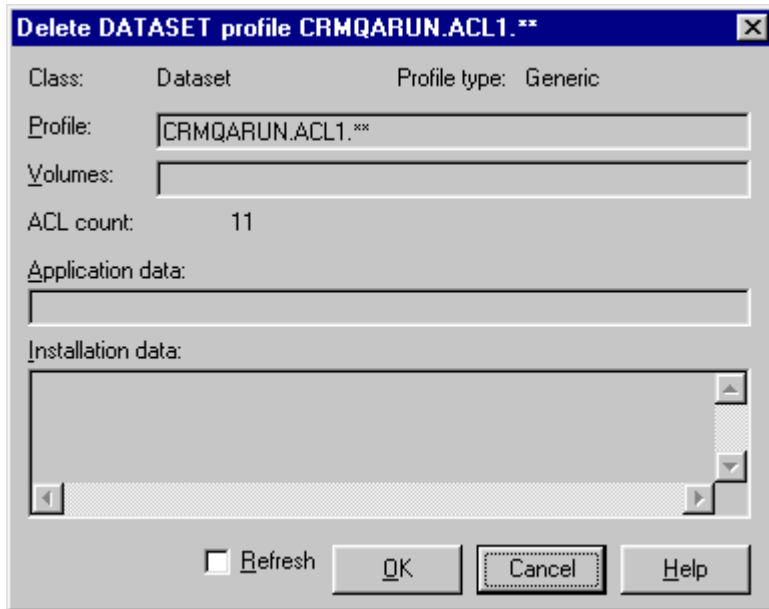 Delete DATASET profile CRMQARUN.ACL1.**
Class: Dataset Profile type: Generic
Profile: CRMQARUN.ACL1.**
Volumes:
ACL count: 11
Application data:
Installation data:
Refresh OK Cancel Help